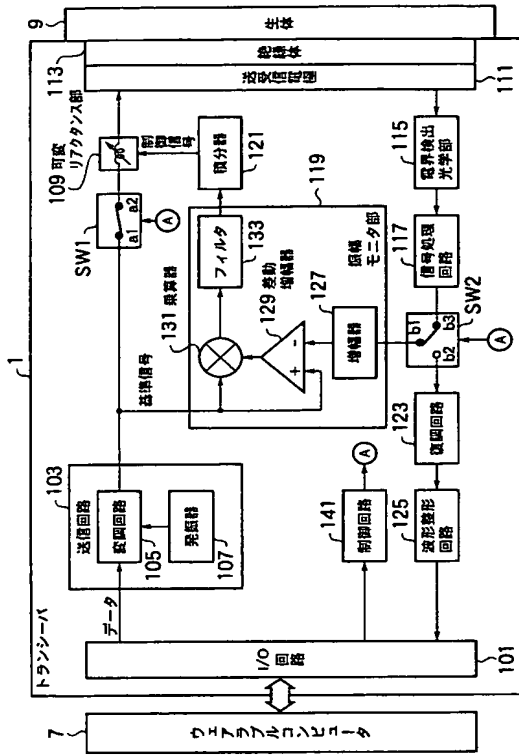 1
トランシーバ
7
ウェアラブルコンピュータ
I/O
回路
101
データ
103
送信回路
変調回路
105
発振器
107
基準信号
SW1
a1
a2
A
109
可変
リアクタンス部
制御信号
積分器
121
119
131
乗算器
フィルタ
133
129
差動
増幅器
+
-
増幅器
127
振幅
モニタ部
141
制御回路
A
113
9
生体
絶縁体
送受信電極
111
115
電界検出
光学部
117
信号処理
回路
SW2
b1
b2
b3
A
123
復調回路
125
波形整形
回路